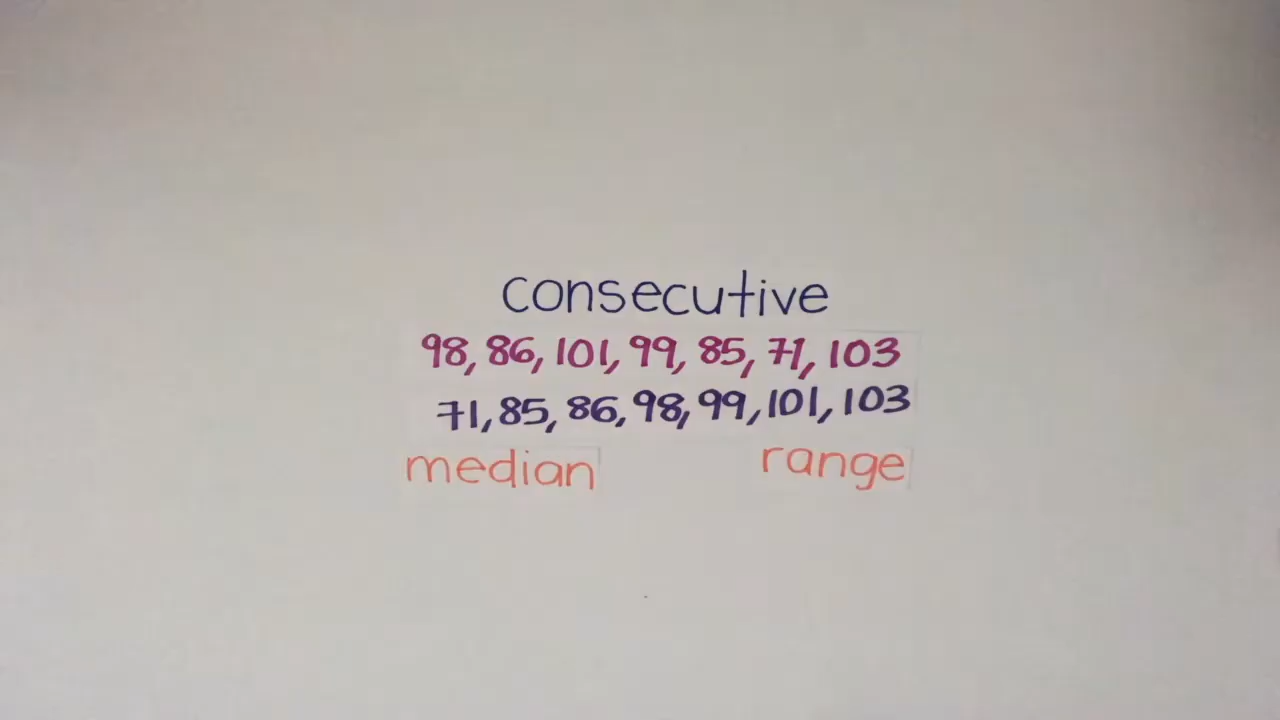 consecutive
98, 86, 101, 99, 85, 71, 103
71, 85, 86, 98, 99, 101, 103
median range